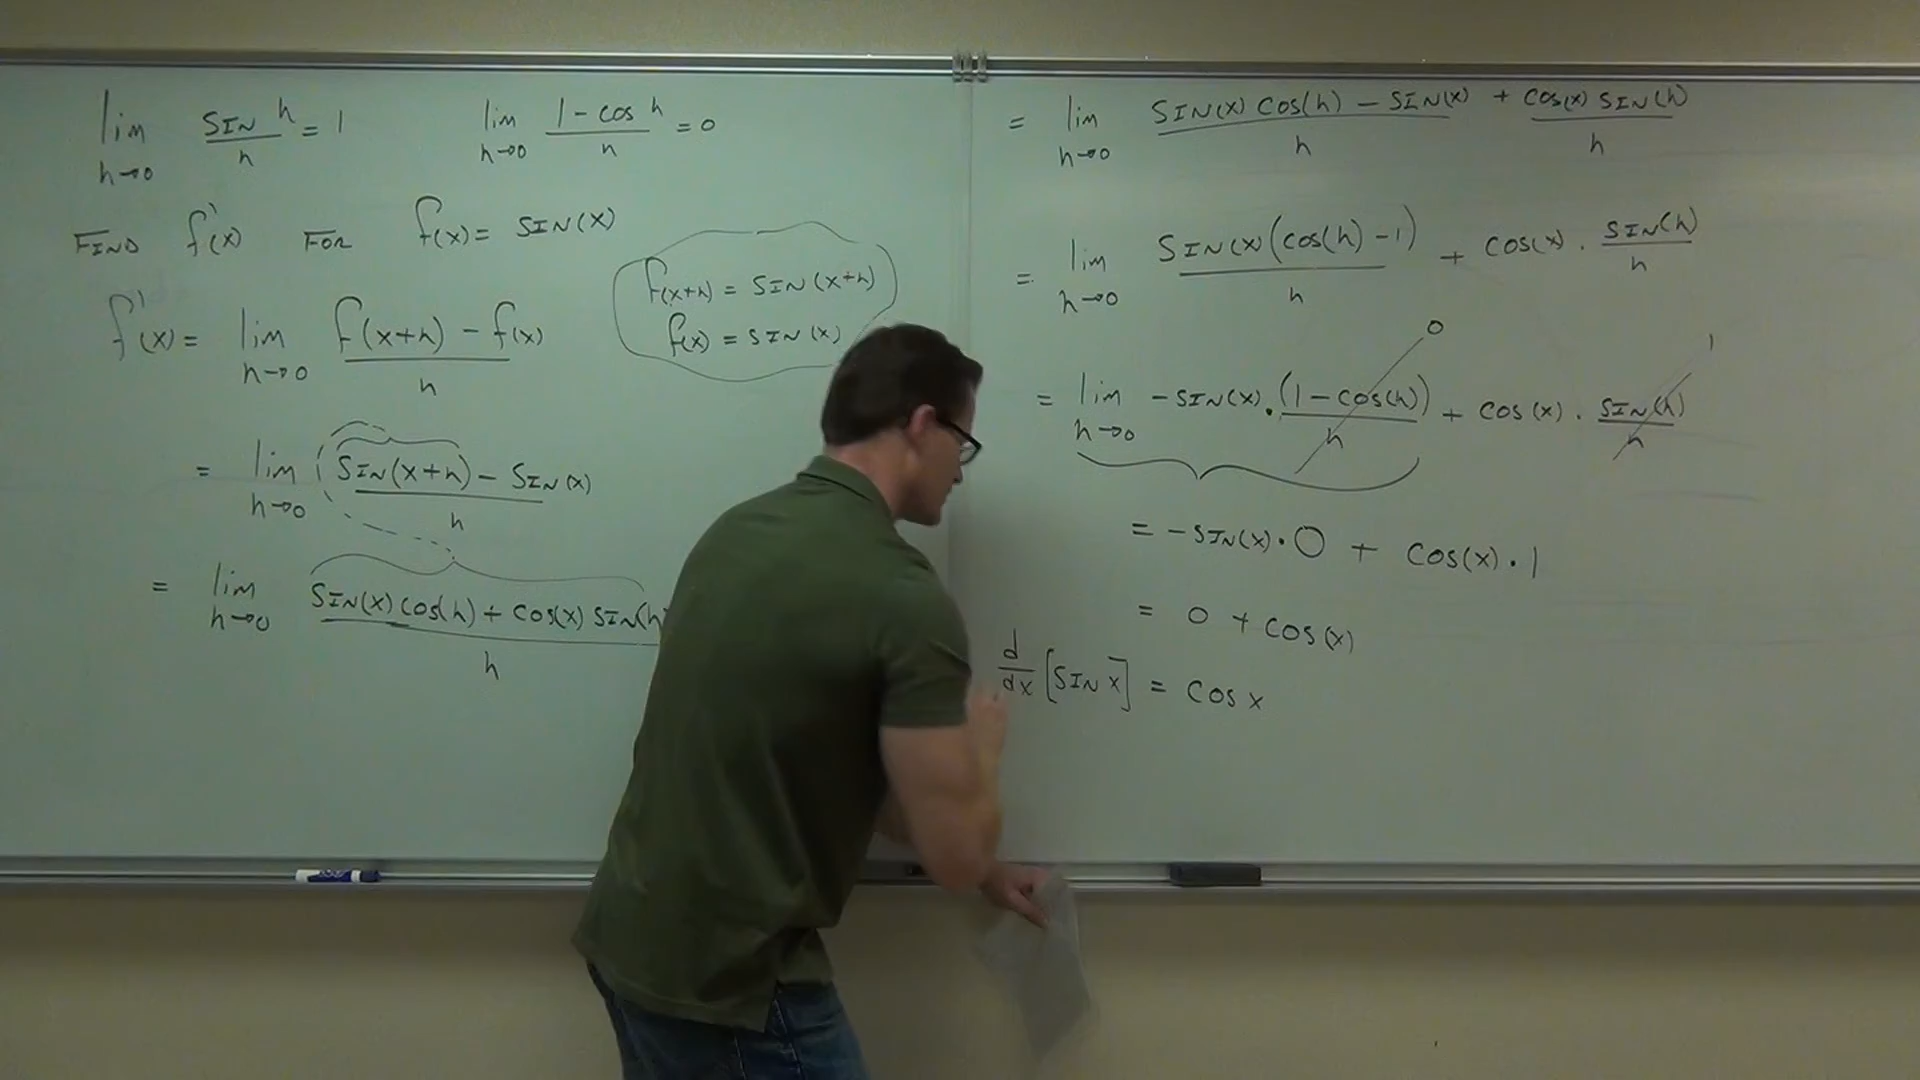 lim h→0 SIN h / h = 1
lim h→0 1 - cos h / h = 0
FIND f'(x) FOR f(x) = SIN(x)
f(x+h) = SIN(x+h)
f(x) = SIN(x)
f'(x) = lim h→0 f(x+h) - f(x) / h
= lim h→0 SIN(x+h) - SIN(x) / h
= lim h→0 SIN(x) cos(h) + cos(x) SIN(h) / h
= lim h→0 SIN(x) cos(h) - SIN(x) / h + cos(x) SIN(h) / h
= lim h→0 SIN(x)(cos(h) - 1) / h + cos(x) · SIN(h) / h
0 1
= lim h→0 -SIN(x) · (1 - cos(h)) / h + cos(x) · SIN(h) / h
= -SIN(x) · 0 + cos(x) · 1
= 0 + cos(x)
d/dx [SIN x] = cos x